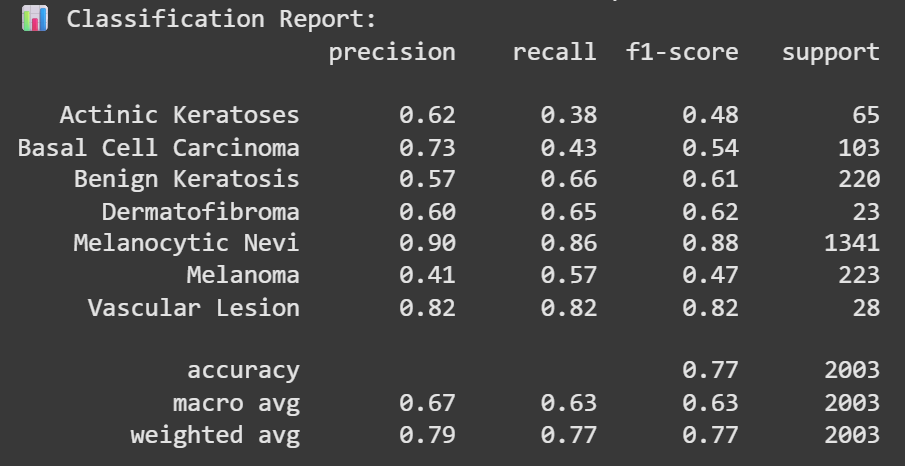 📊 Classification Report:
precision recall f1-score support
Actinic Keratoses 0.62 0.38 0.48 65
Basal Cell Carcinoma 0.73 0.43 0.54 103
Benign Keratosis 0.57 0.66 0.61 220
Dermatofibroma 0.60 0.65 0.62 23
Melanocytic Nevi 0.90 0.86 0.88 1341
Melanoma 0.41 0.57 0.47 223
Vascular Lesion 0.82 0.82 0.82 28
accuracy 0.77 2003
macro avg 0.67 0.63 0.63 2003
weighted avg 0.79 0.77 0.77 2003